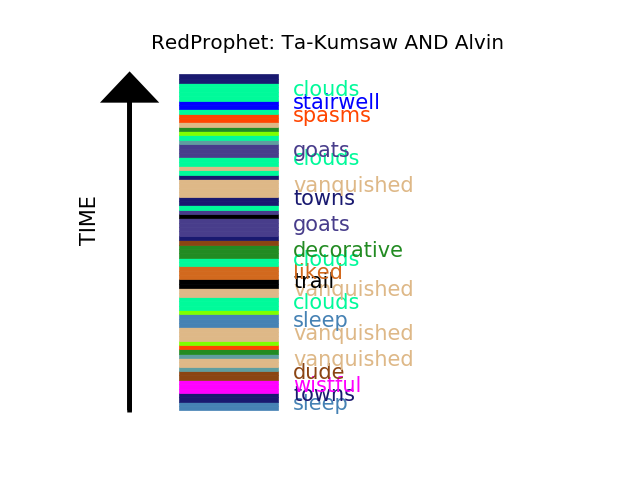 RedProphet: Ta-Kumsaw AND Alvin
TIME
clouds
stairwell
spasms
goats
clouds
vanquished
towns
goats
decorative
clouds
liked
trail
vanquished
clouds
sleep
vanquished
vanquished
dude
wistful
towns
sleep